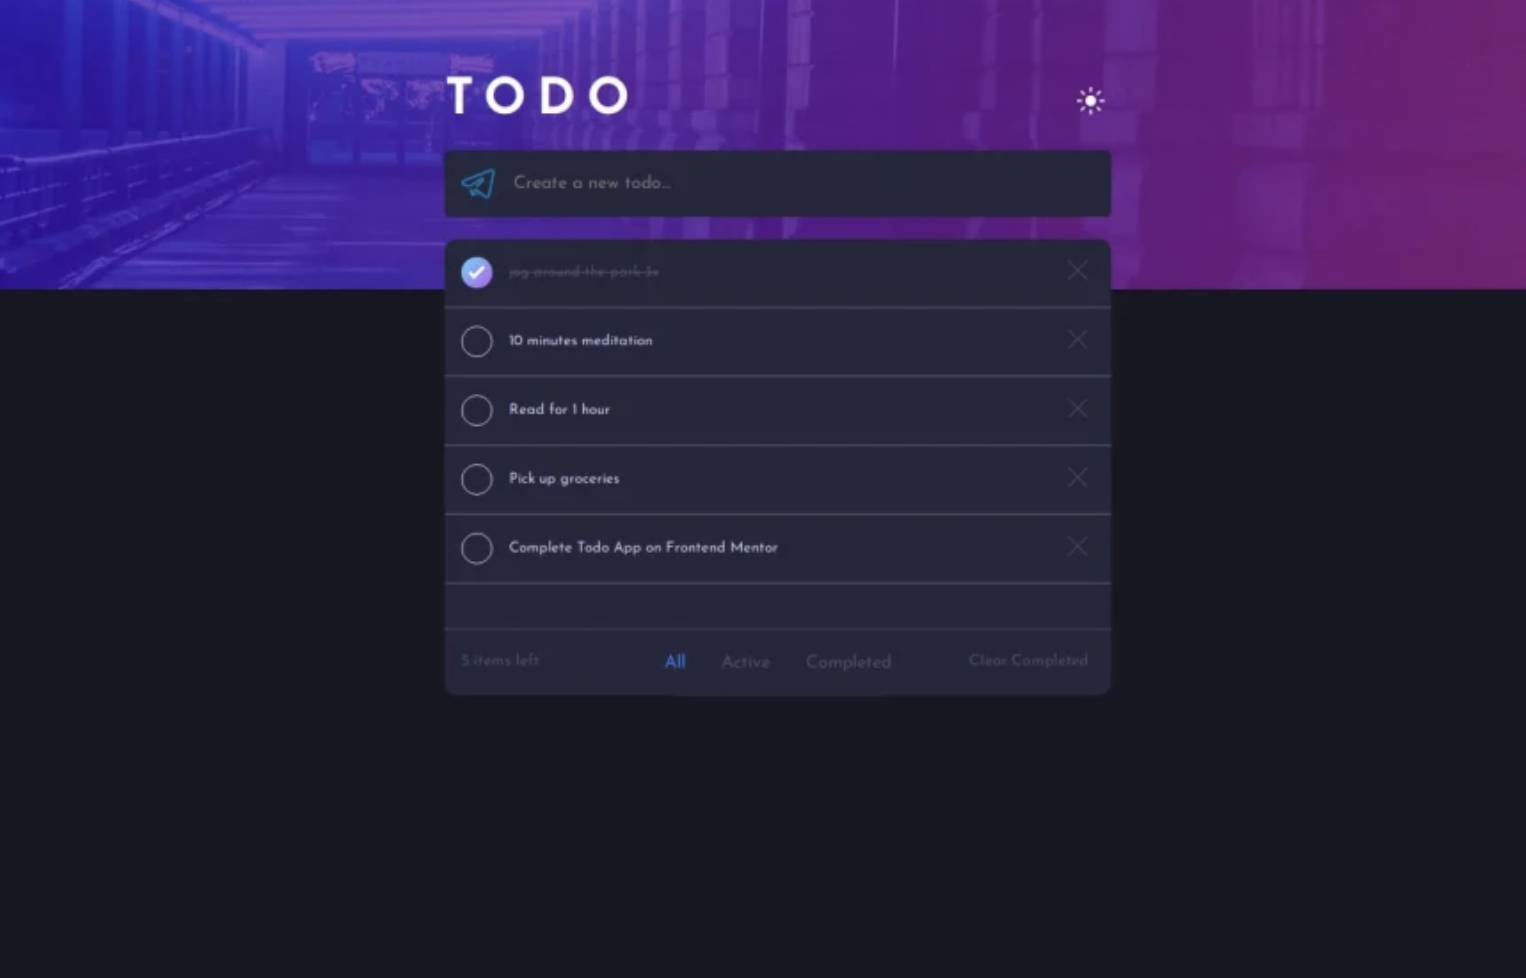 TODO
Create a new todo...
jog around the park 3x
10 minutes meditation
Read for 1 hour
Pick up groceries
Complete Todo App on Frontend Mentor
5 items left
All
Active
Completed
Clear Completed